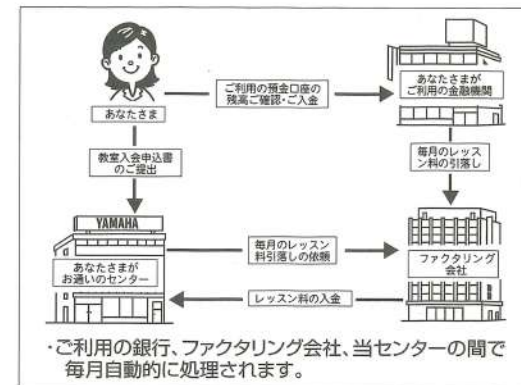 あなたさま
ご利用の預金口座の
残高ご確認・ご入金
あなたさまが
ご利用の金融機関
教室入会申込書
のご提出
毎月のレッス
ン料の引落し
YAMAHA
あなたさまが
お通いのセンター
毎月のレッスン
料引落しの依頼
ファクタリング
会社
レッスン料の入金
・ご利用の銀行、ファクタリング会社、当センターの間で
毎月自動的に処理されます。